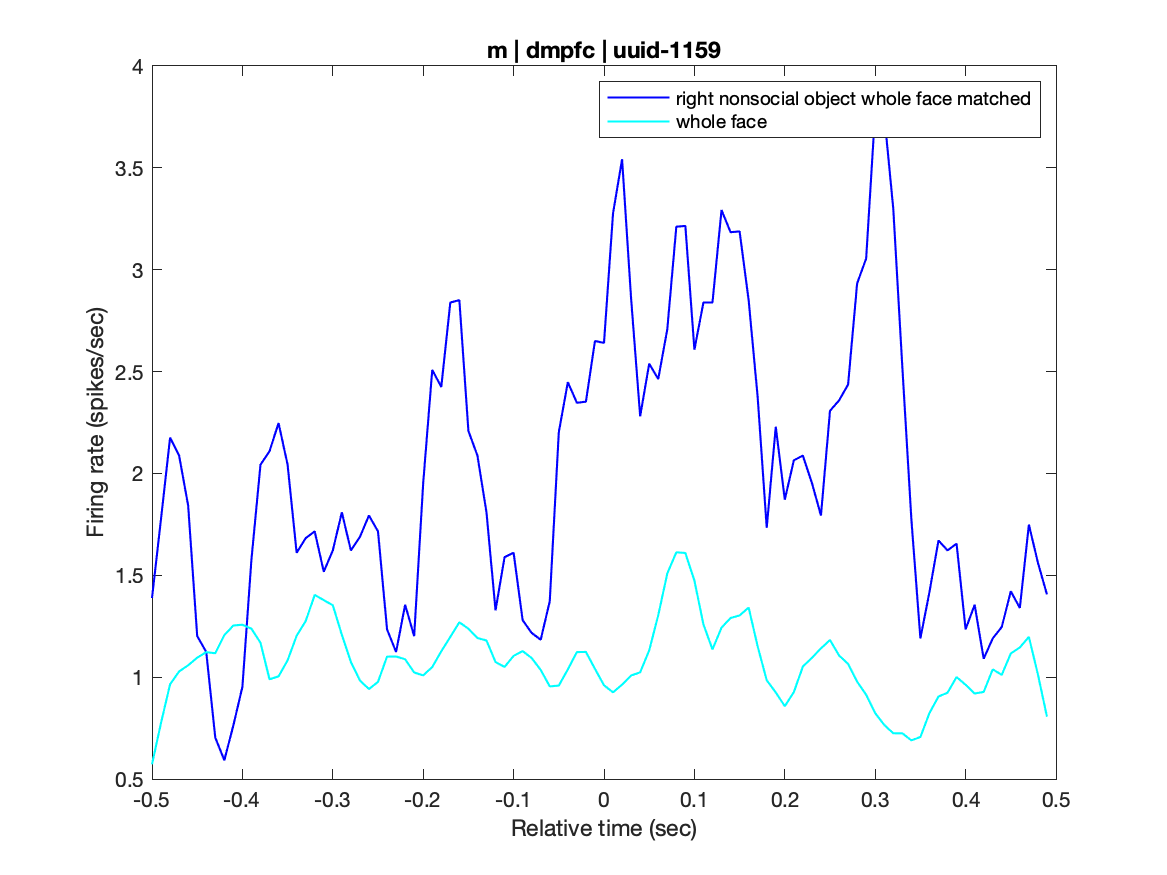 m | dmpfc | uuid-1159
right nonsocial object whole face matched
whole face
Firing rate (spikes/sec)
4
3.5
3
2.5
2
1.5
1
0.5
-0.5 -0.4 -0.3 -0.2 -0.1 0 0.1 0.2 0.3 0.4 0.5
Relative time (sec)